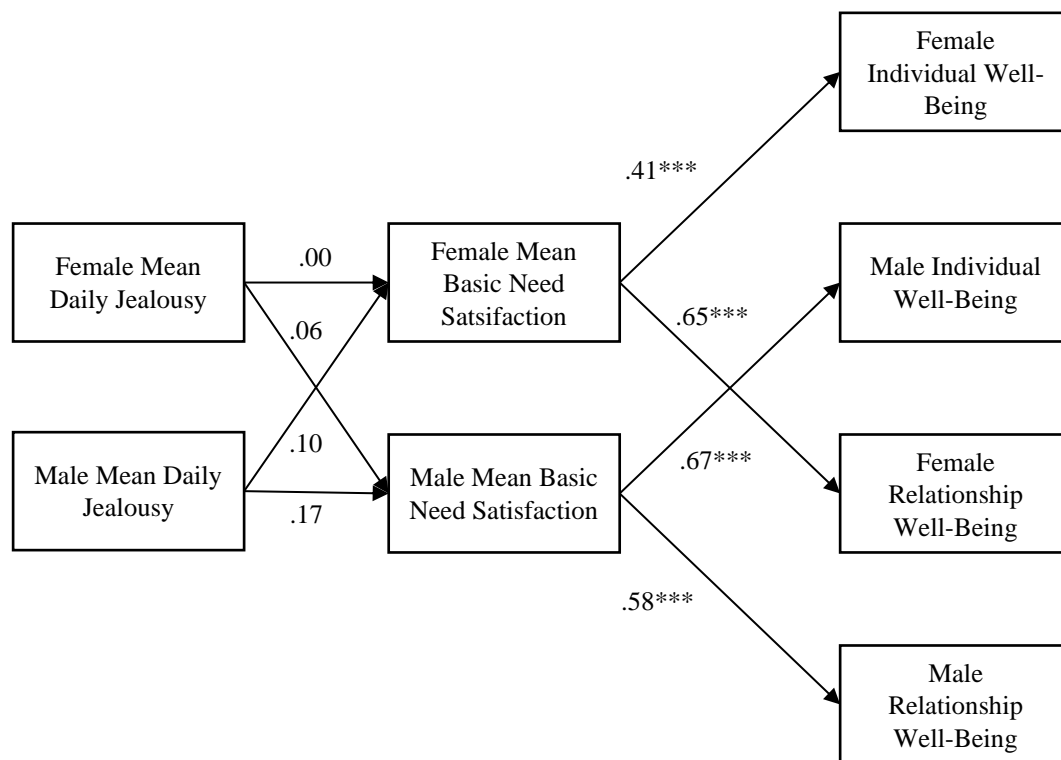 Female
Individual Well-
Being
.41***
Female Mean
Daily Jealousy
.00
Female Mean
Basic Need
Satsifaction
Male Individual
Well-Being
.06
.65***
Male Mean Daily
Jealousy
.10
.17
Male Mean Basic
Need Satisfaction
.67***
Female
Relationship
Well-Being
.58***
Male
Relationship
Well-Being